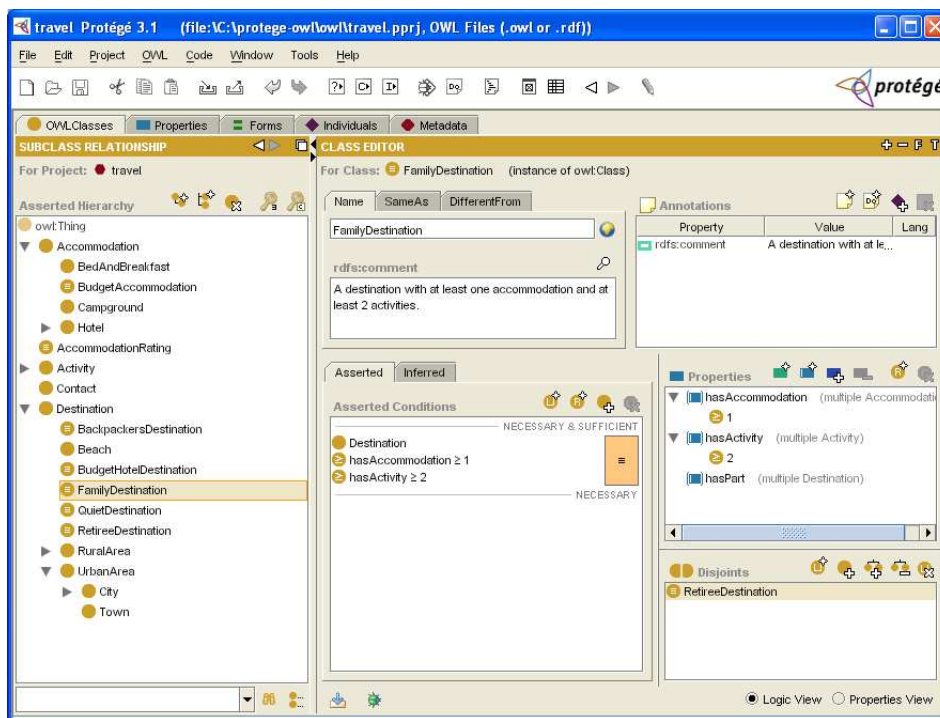 travel Protégé 3.1 (file:\C:\protege-owl\owl\travel.pprj, OWL Files (.owl or .rdf))
File Edit Project OWL Code Window Tools Help
protégé
OWLClasses Properties Forms Individuals Metadata
SUBCLASS RELATIONSHIP
For Project: travel
Asserted Hierarchy
owl:Thing
Accommodation
BedAndBreakfast
BudgetAccommodation
Campground
Hotel
AccommodationRating
Activity
Contact
Destination
BackpackersDestination
Beach
BudgetHotelDestination
FamilyDestination
QuietDestination
RetireeDestination
RuralArea
UrbanArea
City
Town
CLASS EDITOR
For Class: FamilyDestination (instance of owl:Class)
Name SameAs DifferentFrom
FamilyDestination
rdfs:comment
A destination with at least one accommodation and at
least 2 activities.
Annotations
Property Value Lang
rdfs:comment A destination with at le...
Asserted Inferred
Asserted Conditions
NECESSARY & SUFFICIENT
Destination
hasAccommodation ≥ 1
hasActivity ≥ 2
≡
NECESSARY
Properties
hasAccommodation (multiple Accommodati
1
hasActivity (multiple Activity)
2
hasPart (multiple Destination)
Disjoints
RetireeDestination
Logic View Properties View